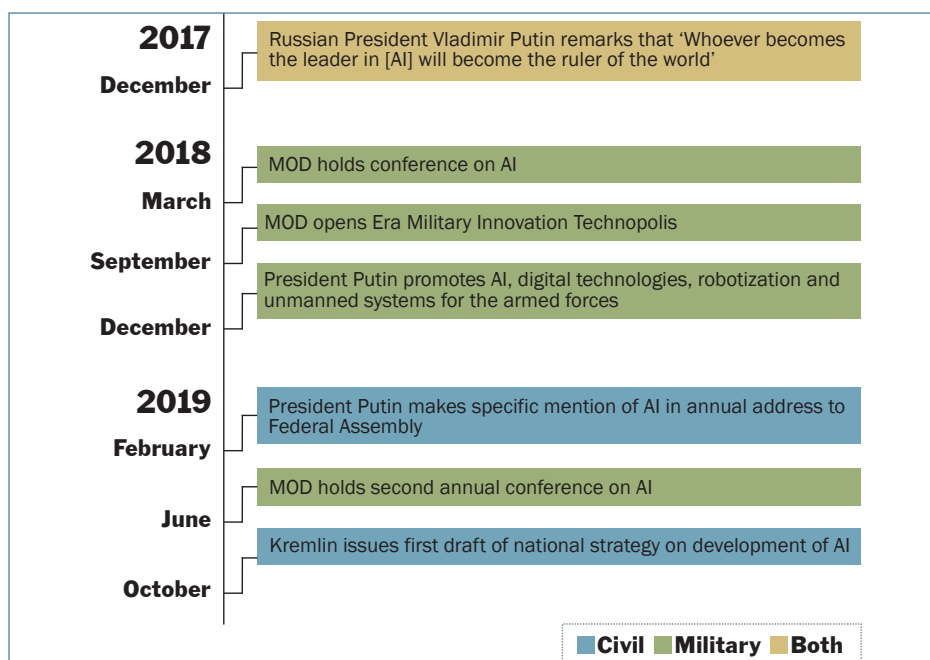 2017
Russian President Vladimir Putin remarks that ‘Whoever becomes
the leader in [AI] will become the ruler of the world’
December
2018
MOD holds conference on AI
March
MOD opens Era Military Innovation Technopolis
September
President Putin promotes AI, digital technologies, robotization and
unmanned systems for the armed forces
December
2019
President Putin makes specific mention of AI in annual address to
Federal Assembly
February
MOD holds second annual conference on AI
June
Kremlin issues first draft of national strategy on development of AI
October
Civil Military Both